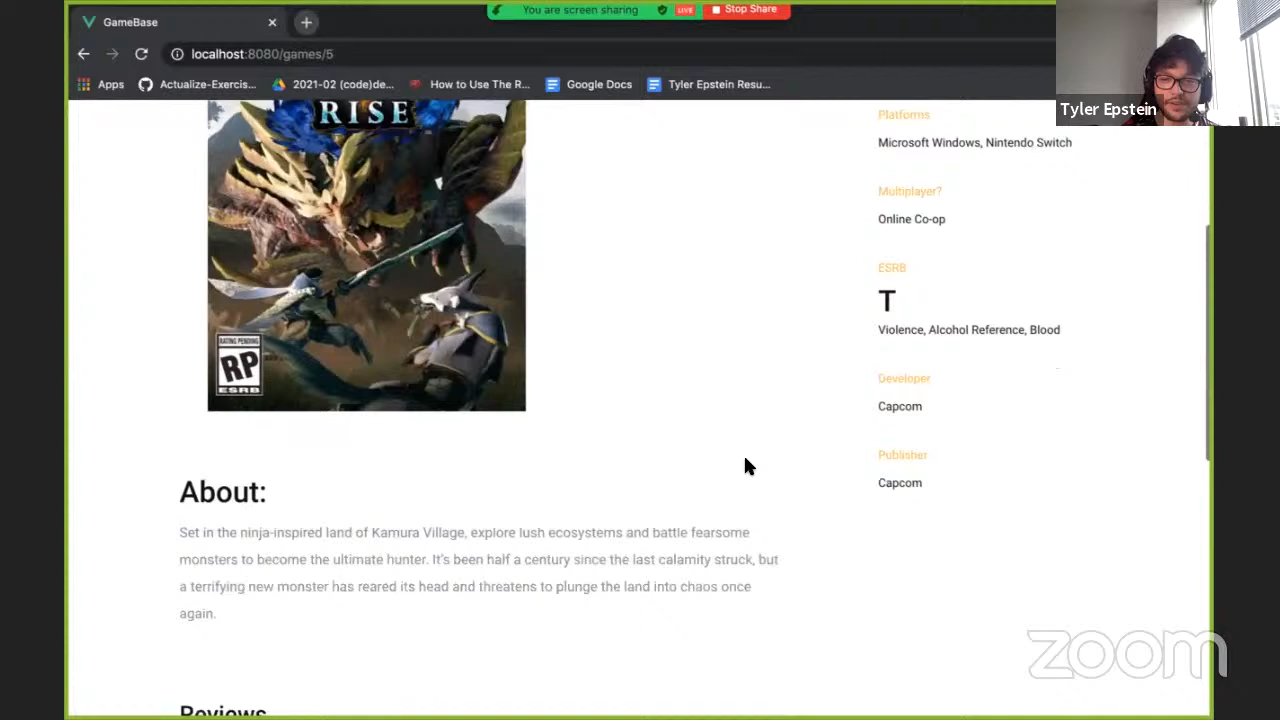 GameBase
You are screen sharing
LIVE
Stop Share
localhost:8080/games/5
Apps
Actualize-Exercis...
2021-02 (code)de...
How to Use The R...
Google Docs
Tyler Epstein Resu...
Tyler Epstein
RISE
RATING PENDING
RP
ESRB
Platforms
Microsoft Windows, Nintendo Switch
Multiplayer?
Online Co-op
ESRB
T
Violence, Alcohol Reference, Blood
Developer
Capcom
Publisher
Capcom
About:
Set in the ninja-inspired land of Kamura Village, explore lush ecosystems and battle fearsome
monsters to become the ultimate hunter. It's been half a century since the last calamity struck, but
a terrifying new monster has reared its head and threatens to plunge the land into chaos once
again.
Reviews
zoom